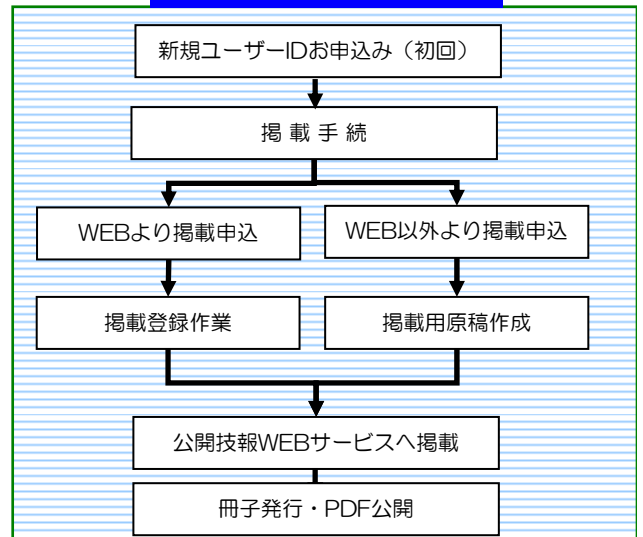 新規ユーザーIDお申込み（初回）
掲 載 手 続
WEBより掲載申込
WEB以外より掲載申込
掲載登録作業
掲載用原稿作成
公開技報WEBサービスへ掲載
冊子発行・PDF公開